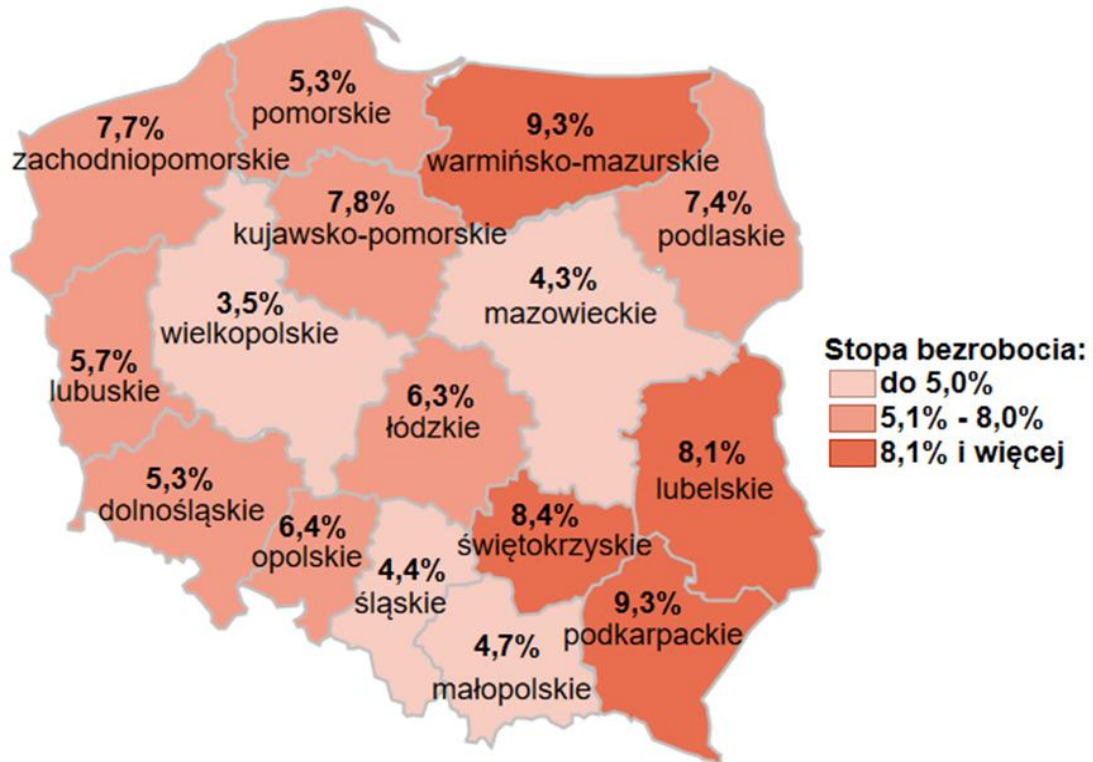 5,3%
pomorskie
7,7%
zachodniopomorskie
9,3%
warmińsko-mazurskie
7,8%
kujawsko-pomorskie
7,4%
podlaskie
3,5%
wielkopolskie
4,3%
mazowieckie
5,7%
lubuskie
6,3%
łódzkie
Stopa bezrobocia:
do 5,0%
5,1% - 8,0%
8,1% i więcej
8,1%
lubelskie
5,3%
dolnośląskie
6,4%
opolskie
8,4%
świętokrzyskie
4,4%
śląskie
9,3%
podkarpackie
4,7%
małopolskie